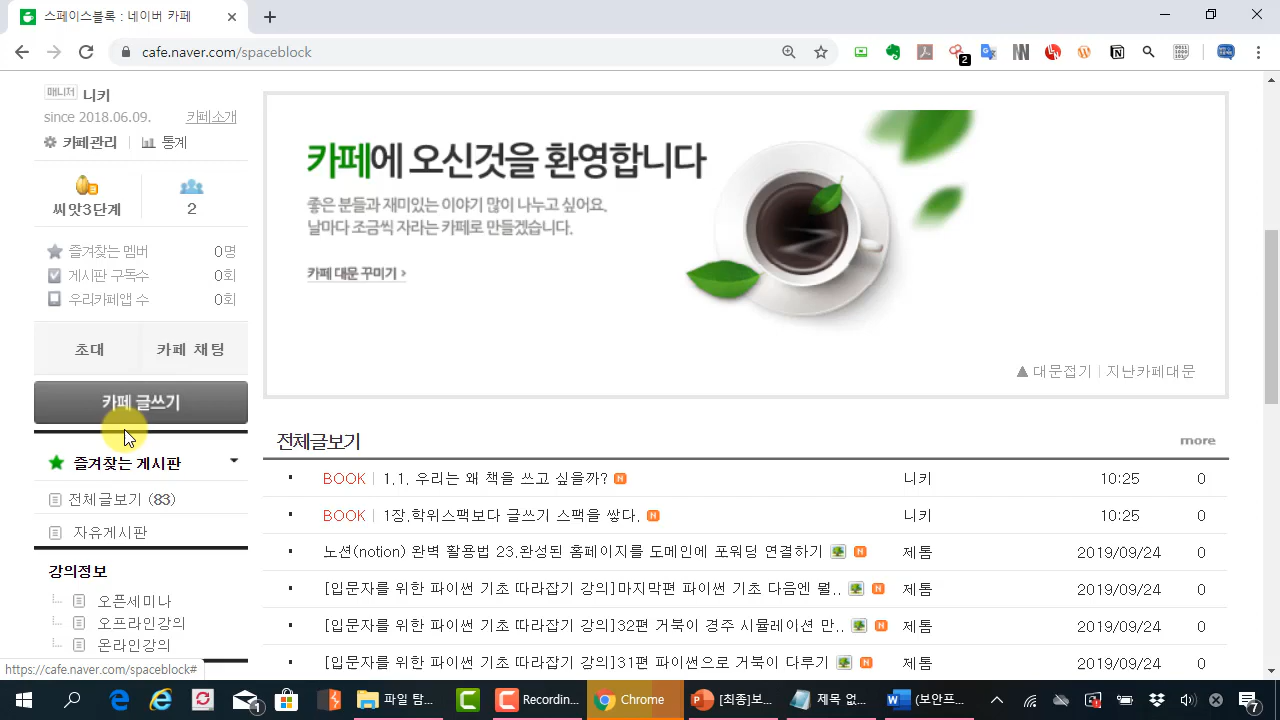 스페이스블록 : 네이버 카페
cafe.naver.com/spaceblock
2
매니저 니키
since 2018.06.09. 카페소개
카페관리 통계
씨앗3단계 2
즐겨찾는 멤버 0명
게시판 구독수 0회
우리카페앱 수 0회
초대 카페 채팅
카페 글쓰기
즐겨찾는 게시판
전체글보기 (83)
자유게시판
강의정보
오픈세미나
오프라인강의
온라인강의
https://cafe.naver.com/spaceblock#
카페에 오신것을 환영합니다
좋은 분들과 재미있는 이야기 많이 나누고 싶어요.
날마다 조금씩 자라는 카페로 만들겠습니다.
카페 대문 꾸미기 >
▲ 대문접기 | 지난카페대문
전체글보기 more
BOOK | 1.1. 우리는 왜 책을 쓰고 싶을까? N 니키 10:25 0
BOOK | 1장.학위스팩보다 글쓰기 스팩을 쌓다. N 니키 10:25 0
노션(notion) 완벽 활용법 23.완성된 홈페이지를 도메인에 포워딩 연결하기 N 제톰 2019/09/24 0
[입문자를 위한 파이썬 기초 따라잡기 강의]마지막편 파이썬 기초 다음엔 뭘.. N 제톰 2019/09/24 0
[입문자를 위한 파이썬 기초 따라잡기 강의]32편 거북이 경주 시뮬레이션 만.. N 제톰 2019/09/24 0
[입문자를 위한 파이썬 기초 따라잡기 강의]31편 파이썬으로 거북이 다루기 N 제톰 2019/09/24 0
1 파일 탐... Recordin... Chrome [최종]보... 제목 없... (보안프... 7